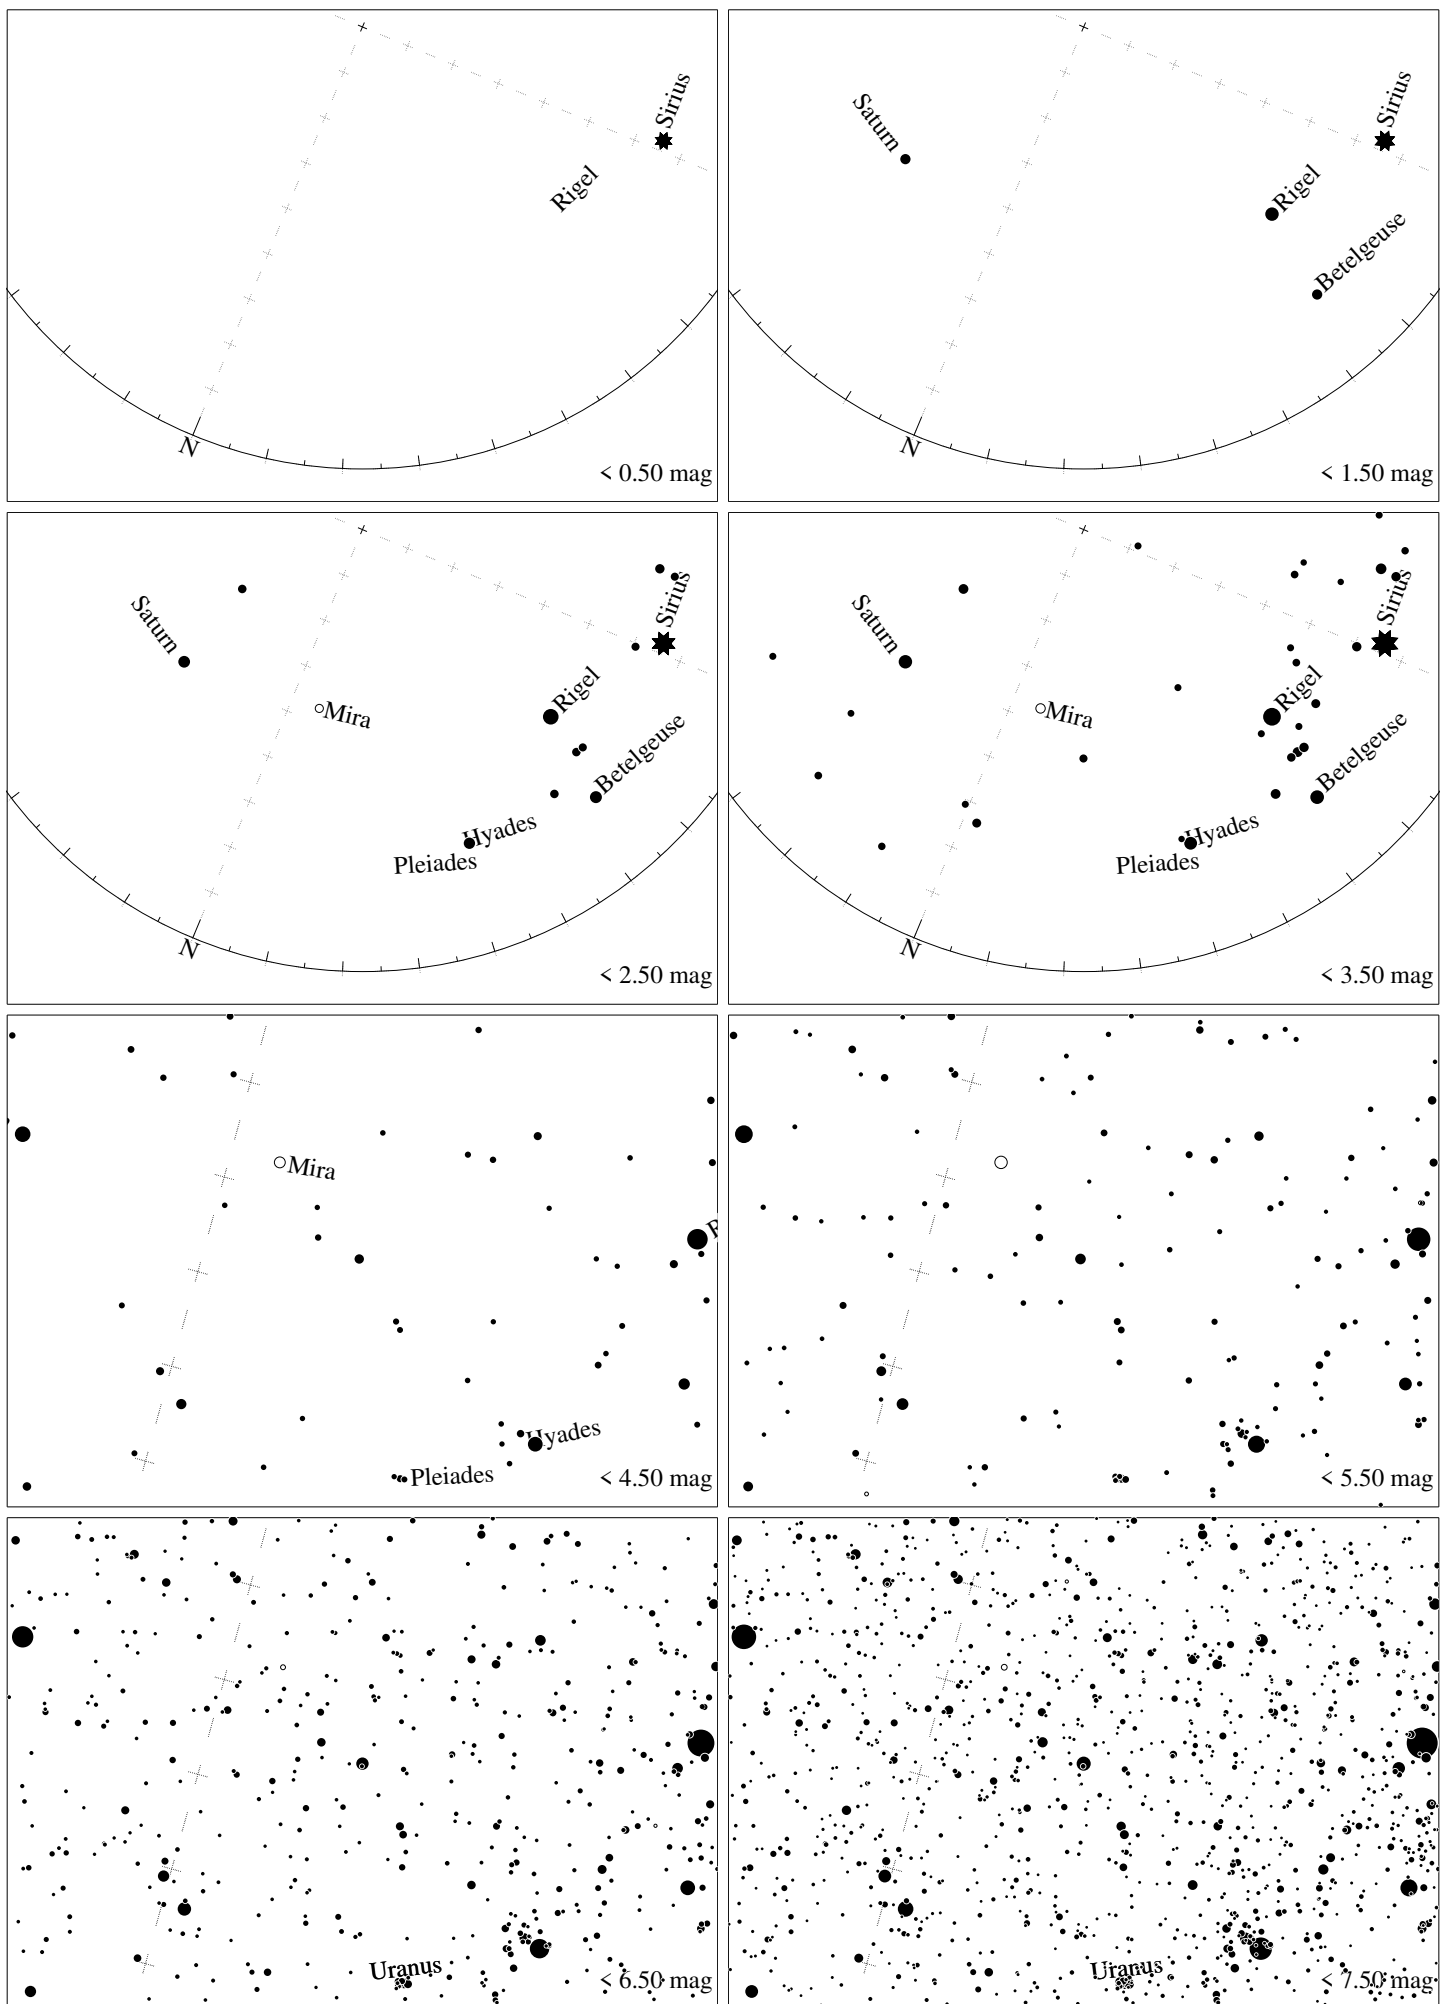 Sirius
Rigel
N
< 0.50 mag
Saturn
Sirius
Rigel
Betelgeuse
N
< 1.50 mag
Saturn
Sirius
Rigel
Mira
Betelgeuse
Hyades
Pleiades
N
< 2.50 mag
Saturn
Sirius
Rigel
Mira
Betelgeuse
Hyades
Pleiades
N
< 3.50 mag
Mira
Hyades
Pleiades
< 4.50 mag
< 5.50 mag
Uranus
< 6.50 mag
Uranus
< 7.50 mag